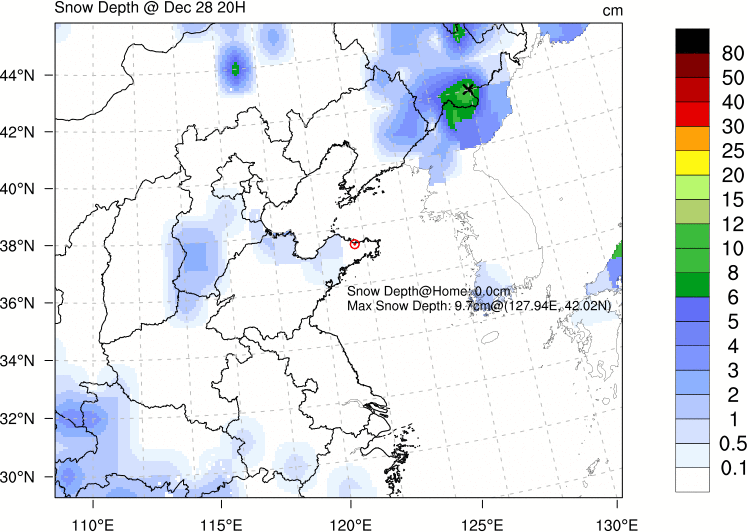 Snow Depth @ Dec 28 20H
cm
80
50
40
30
25
20
15
12
10
8
6
5
4
3
2
1
0.5
0.1
44°N
42°N
40°N
38°N
36°N
34°N
32°N
30°N
Snow Depth@Home: 0.0cm
Max Snow Depth: 9.7cm@(127.94E, 42.02N)
110°E
115°E
120°E
125°E
130°E